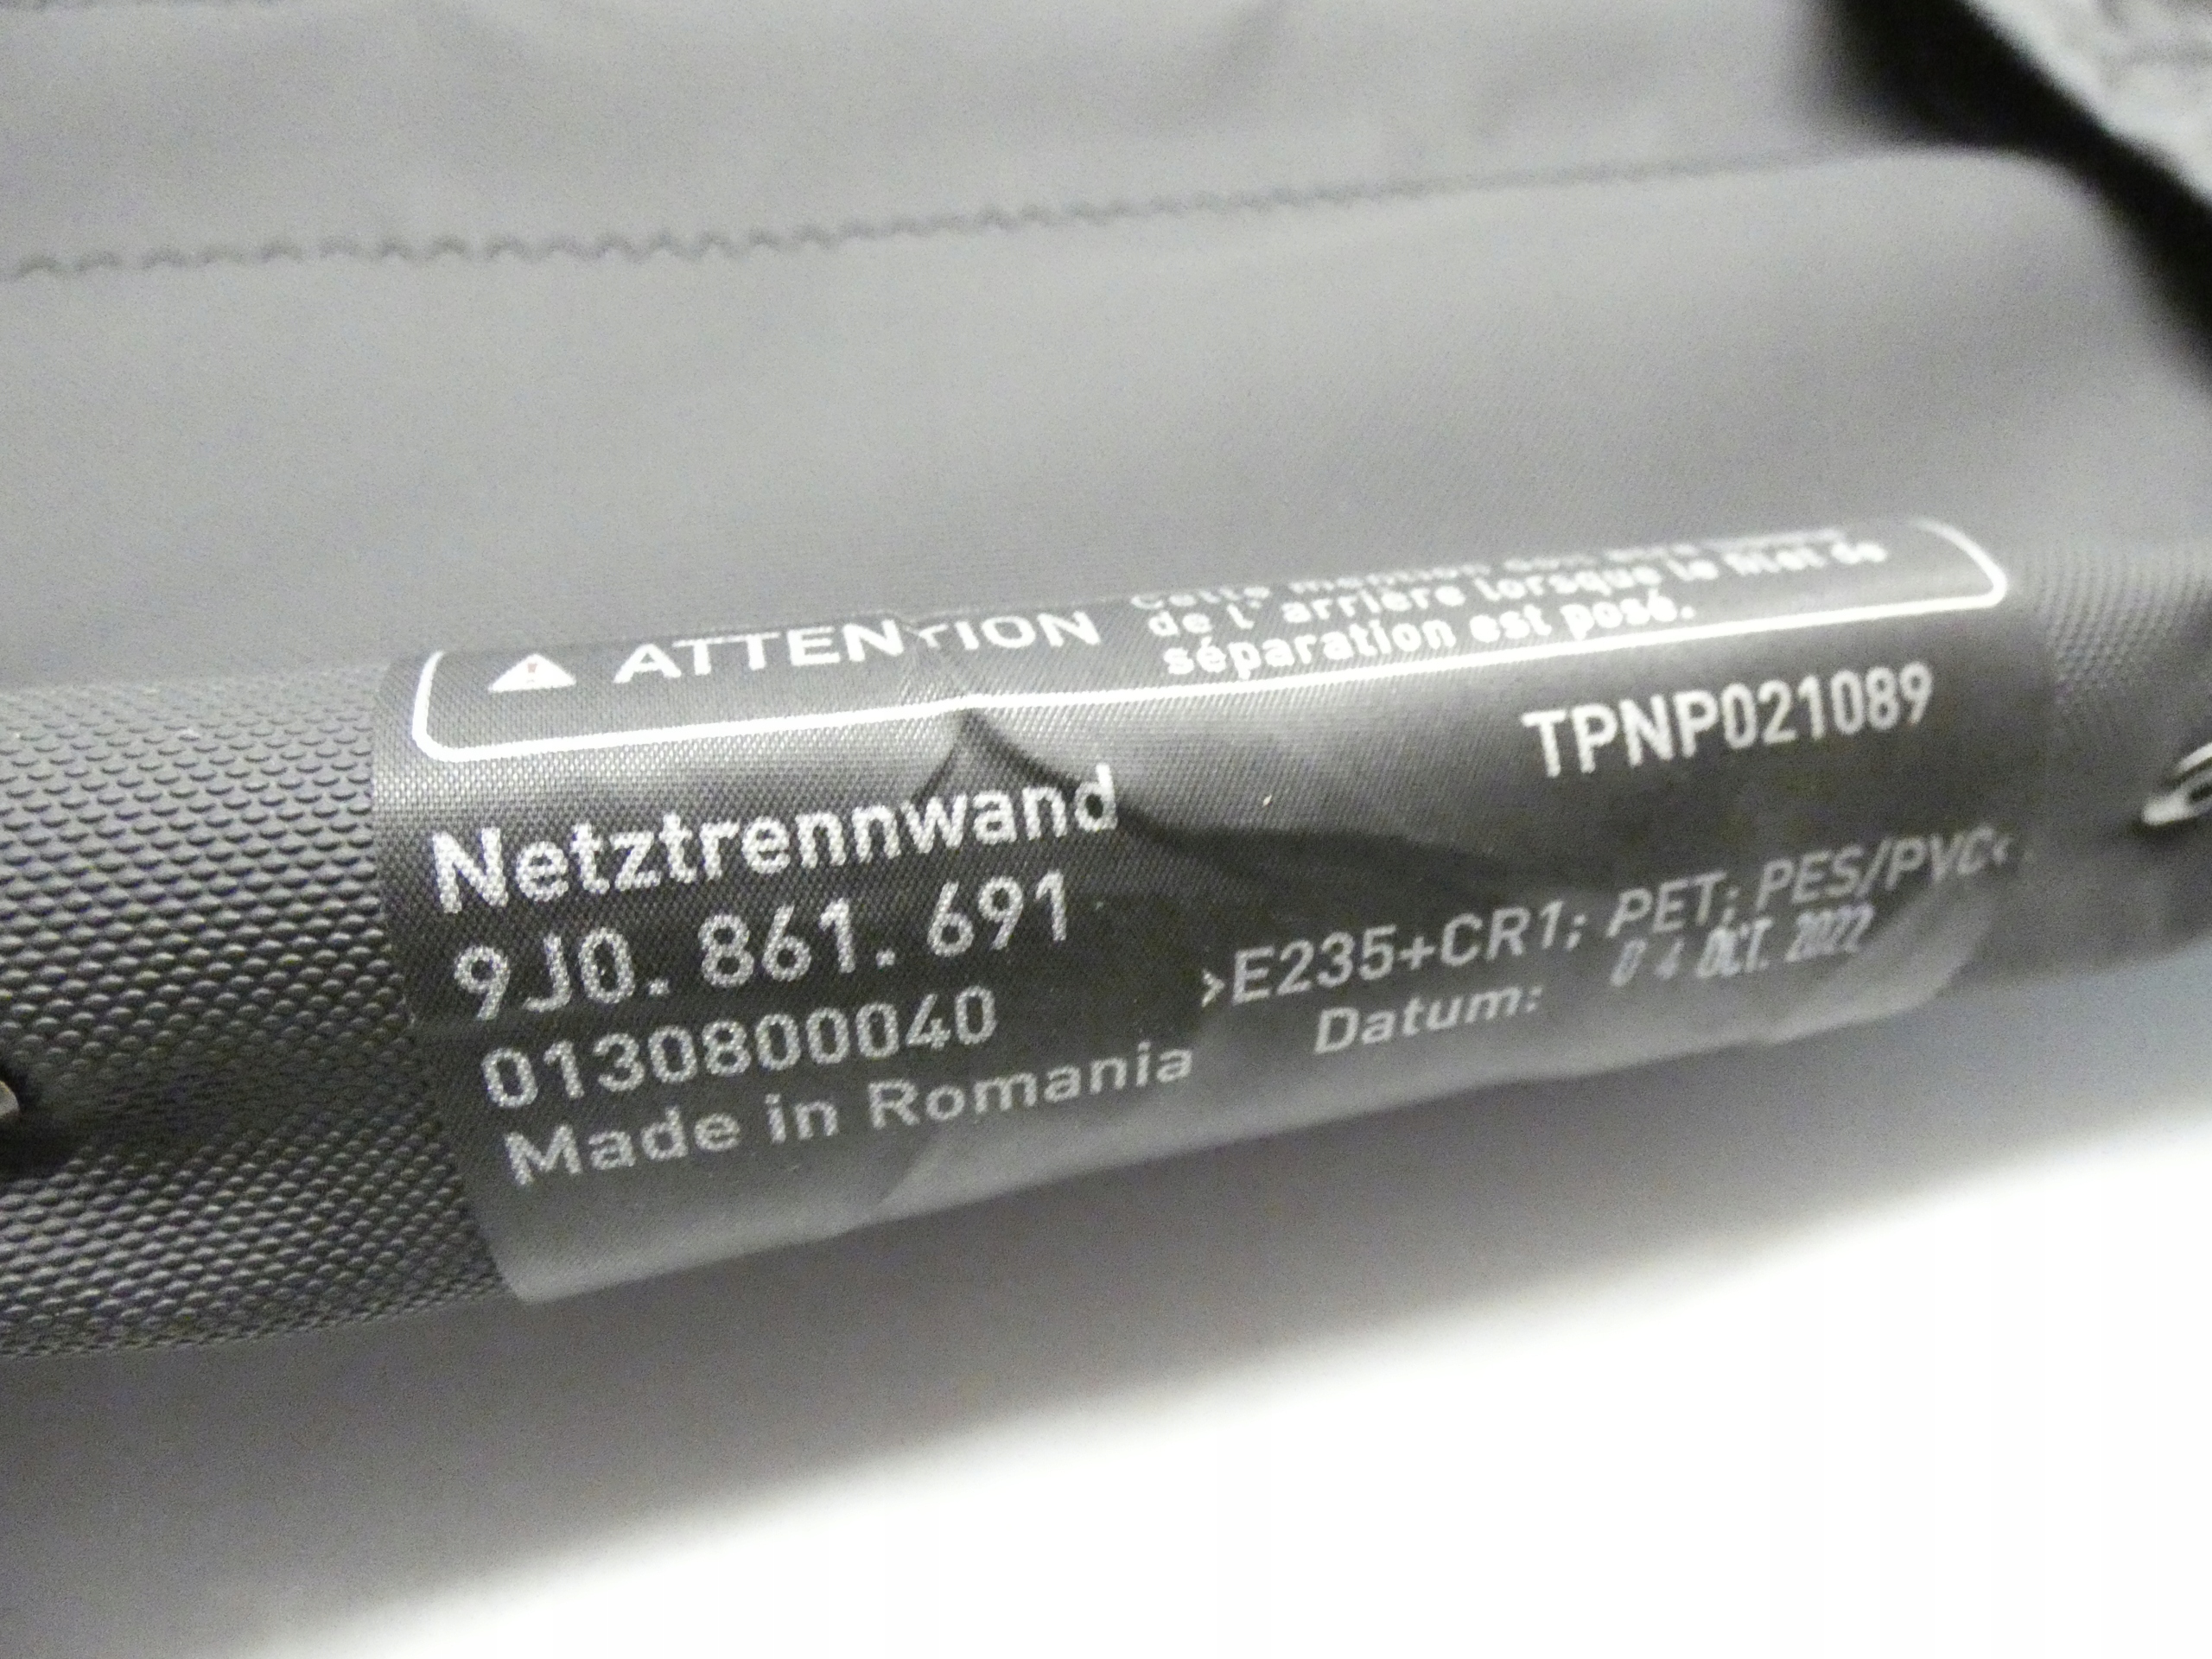 ⚠ ATTENTION
Cette mention doit être
de l' arrière lorsque le filet de
séparation est posé.
TPNP021089
Netztrennwand
9J0. 861. 691
0130800040
Made in Romania
>E235+CR1; PET; PES/PVC<
Datum: 04 OCT. 2022